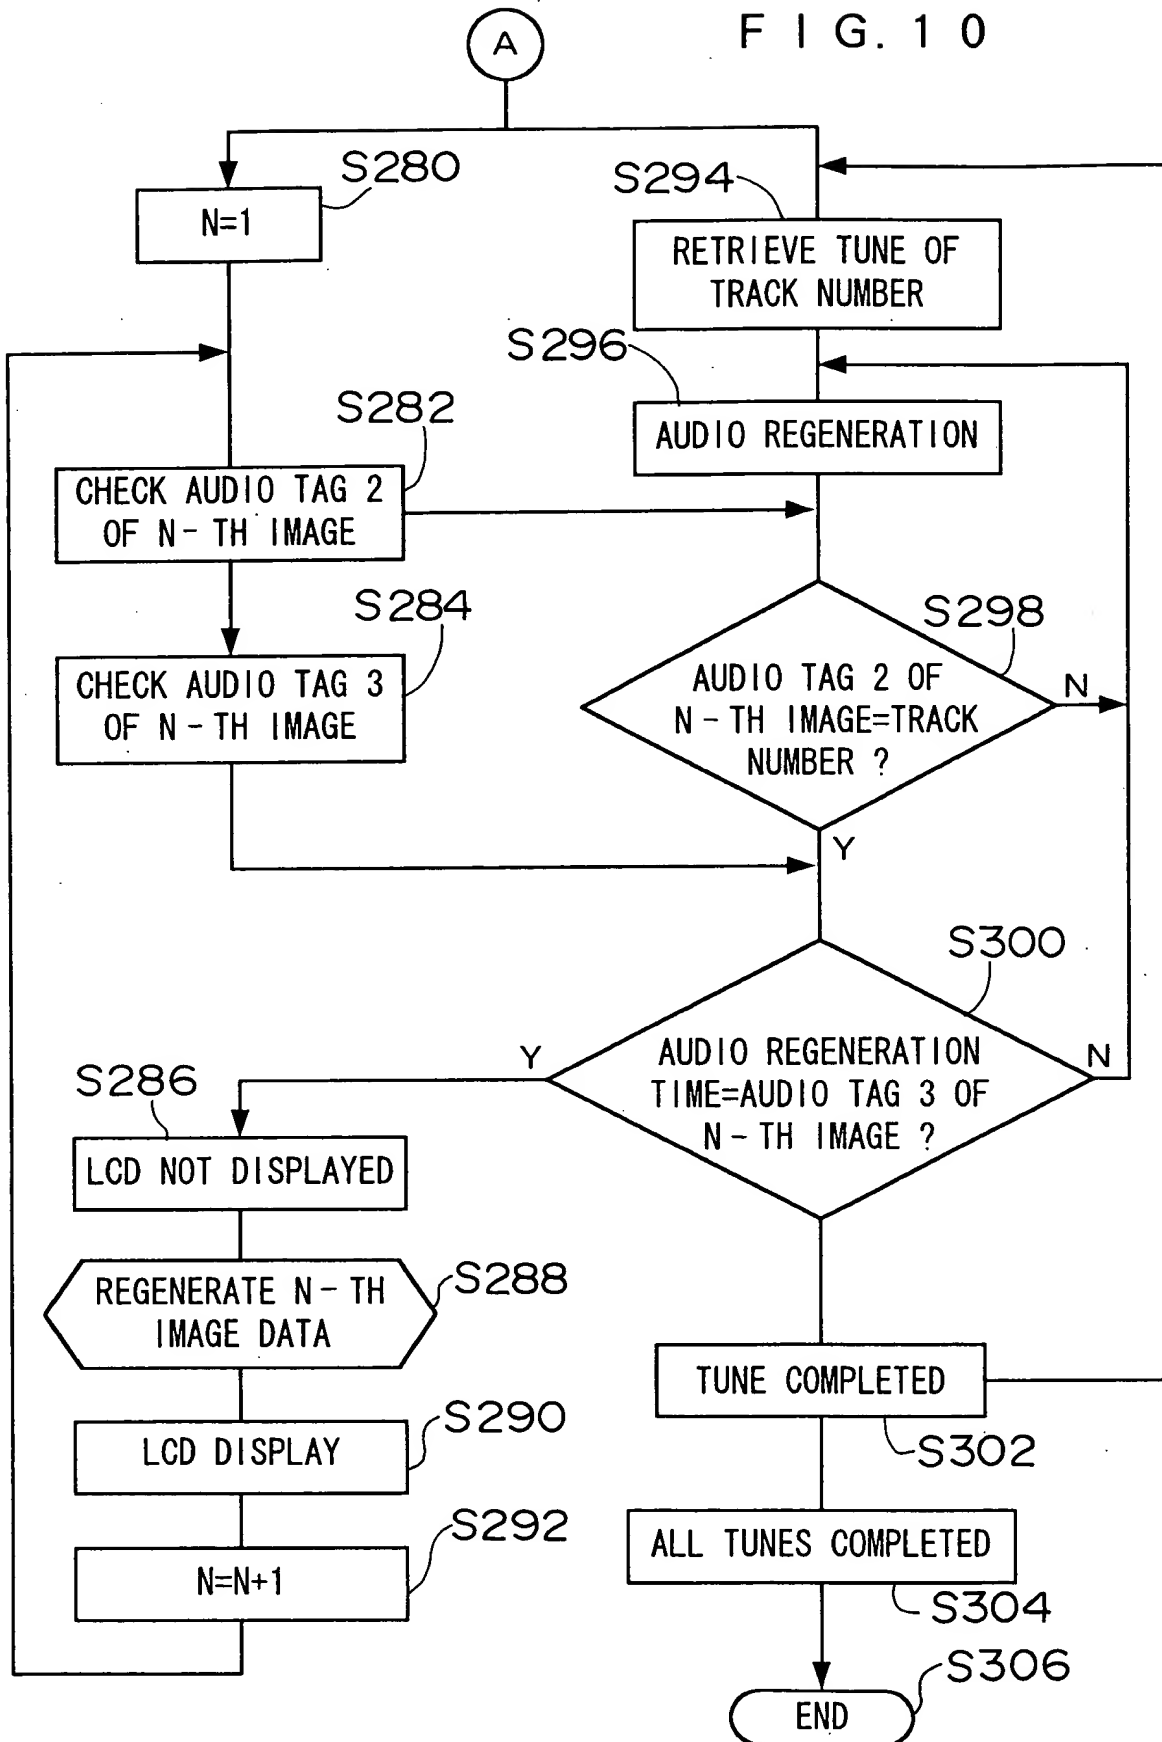 FIG. 10
A
S280
N=1
S294
RETRIEVE TUNE OF
TRACK NUMBER
S296
AUDIO REGENERATION
S282
CHECK AUDIO TAG 2
OF N-TH IMAGE
S284
CHECK AUDIO TAG 3
OF N-TH IMAGE
S298
AUDIO TAG 2 OF
N-TH IMAGE=TRACK
NUMBER ?
N
Y
S300
AUDIO REGENERATION
TIME=AUDIO TAG 3 OF
N-TH IMAGE ?
Y
N
S286
LCD NOT DISPLAYED
REGENERATE N-TH
IMAGE DATA
S288
LCD DISPLAY
S290
N=N+1
S292
TUNE COMPLETED
S302
ALL TUNES COMPLETED
S304
END
S306